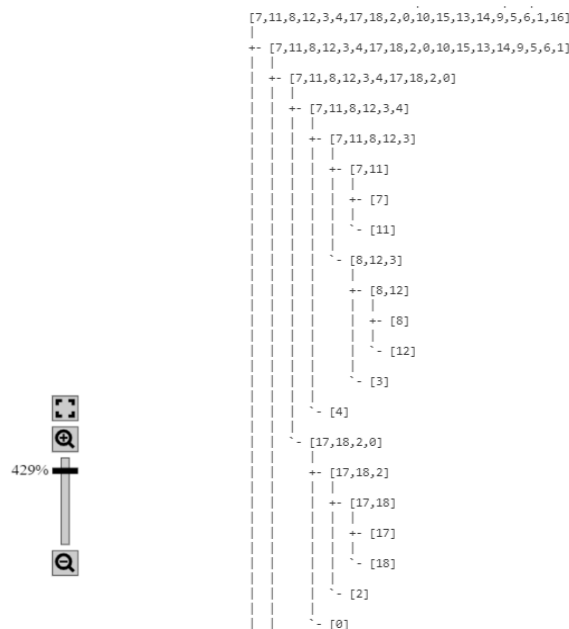 [7,11,8,12,3,4,17,18,2,0,10,15,13,14,9,5,6,1,16]
|
+- [7,11,8,12,3,4,17,18,2,0,10,15,13,14,9,5,6,1]
|  |
|  +- [7,11,8,12,3,4,17,18,2,0]
|  |  |
|  |  +- [7,11,8,12,3,4]
|  |  |  |
|  |  |  +- [7,11,8,12,3]
|  |  |  |  |
|  |  |  |  +- [7,11]
|  |  |  |  |  |
|  |  |  |  |  +- [7]
|  |  |  |  |  |
|  |  |  |  |  `- [11]
|  |  |  |  |
|  |  |  |  `- [8,12,3]
|  |  |  |     |
|  |  |  |     +- [8,12]
|  |  |  |     |  |
|  |  |  |     |  +- [8]
|  |  |  |     |  |
|  |  |  |     |  `- [12]
|  |  |  |     |
|  |  |  |     `- [3]
|  |  |  |
|  |  |  `- [4]
|  |  |
|  |  `- [17,18,2,0]
|  |     |
|  |     +- [17,18,2]
|  |     |  |
|  |     |  +- [17,18]
|  |     |  |  |
|  |     |  |  +- [17]
|  |     |  |  |
|  |     |  |  `- [18]
|  |     |  |
|  |     |  `- [2]
|  |     |
|  |     `- [0]
429%